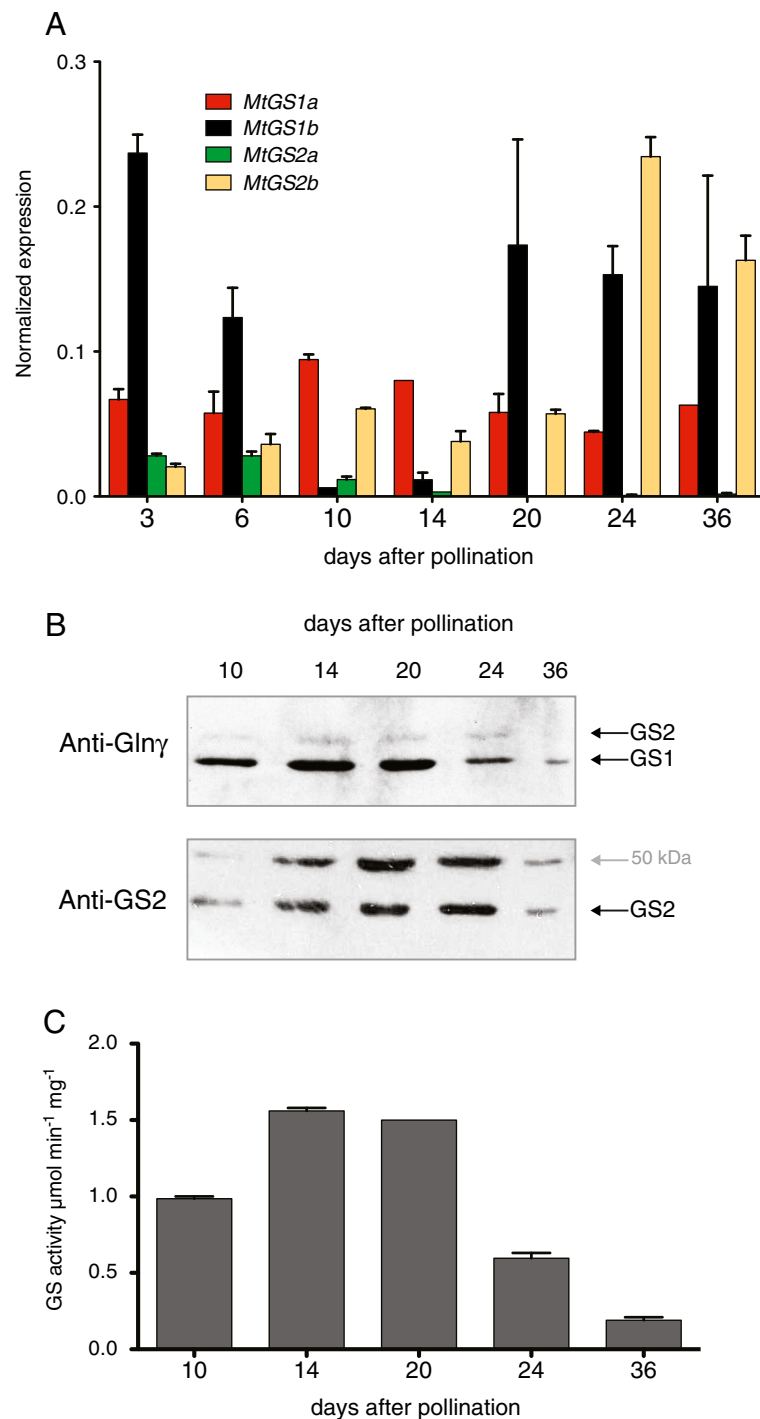 A
0.3
0.2
0.1
0.0
Normalized expression
MtGS1a
MtGS1b
MtGS2a
MtGS2b
3 6 10 14 20 24 36
days after pollination
B
days after pollination
10 14 20 24 36
Anti-Glnγ
GS2
GS1
Anti-GS2
50 kDa
GS2
C
2.0
1.5
1.0
0.5
0.0
GS activity µmol min⁻¹ mg⁻¹
10 14 20 24 36
days after pollination